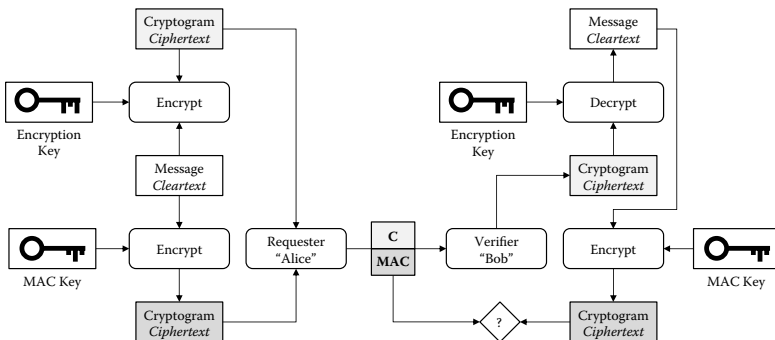 Cryptogram
Ciphertext
Encrypt
Encryption
Key
Message
Cleartext
Encrypt
MAC Key
Cryptogram
Ciphertext
Requester
“Alice”
C
MAC
Verifier
“Bob”
Message
Cleartext
Decrypt
Encryption
Key
Cryptogram
Ciphertext
Encrypt
MAC Key
?
Cryptogram
Ciphertext